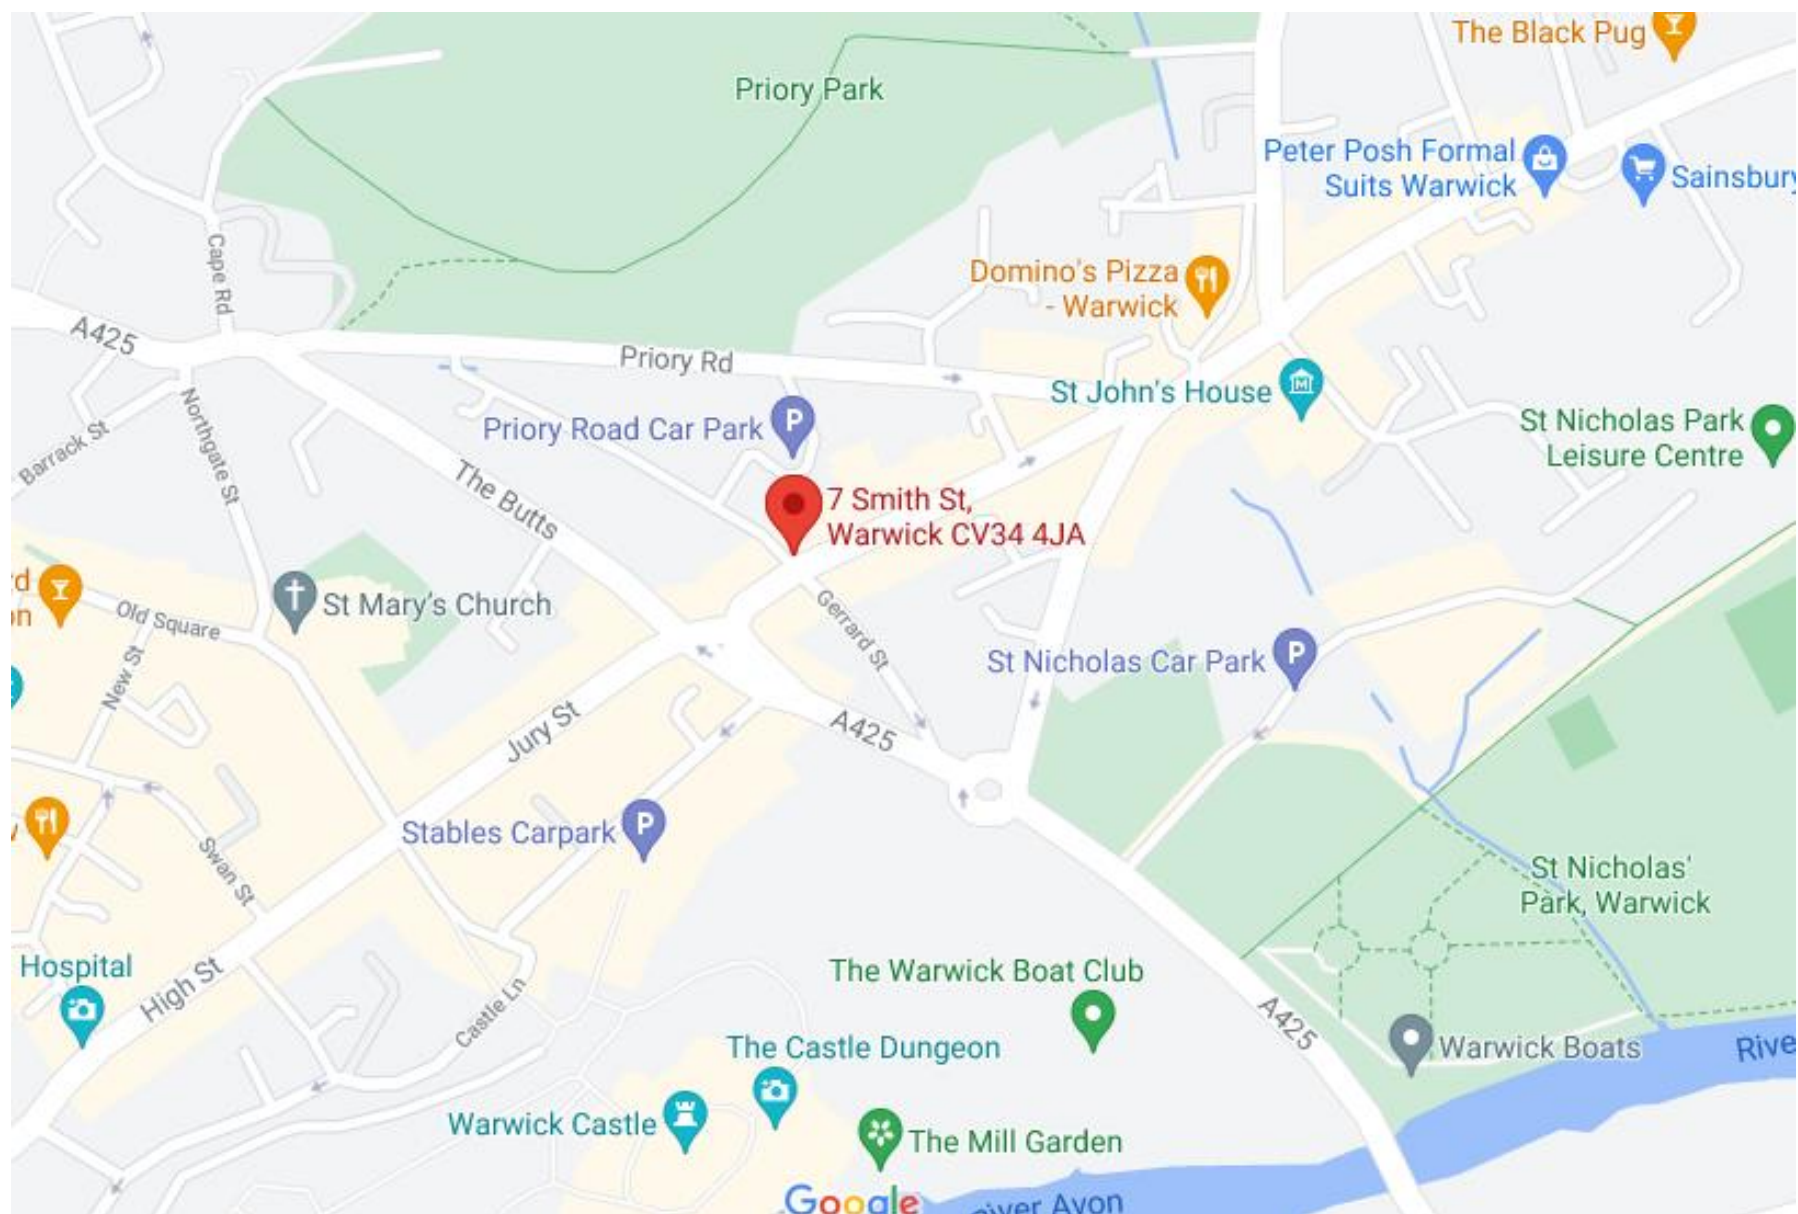 The Black Pug
Priory Park
Peter Posh Formal
Suits Warwick
Sainsbury
Cape Rd
Domino's Pizza
- Warwick
A425
Priory Rd
St John's House
Northgate St
Priory Road Car Park
P
St Nicholas Park
Leisure Centre
Barrack St
The Butts
7 Smith St,
Warwick CV34 4JA
d
on
Old Square
St Mary's Church
Gerrard St
New St
St Nicholas Car Park
P
Jury St
A425
Stables Carpark
P
Swan St
St Nicholas'
Park, Warwick
Hospital
High St
The Warwick Boat Club
Castle Ln
A425
The Castle Dungeon
Warwick Boats
Rive
Warwick Castle
The Mill Garden
Google
River Avon